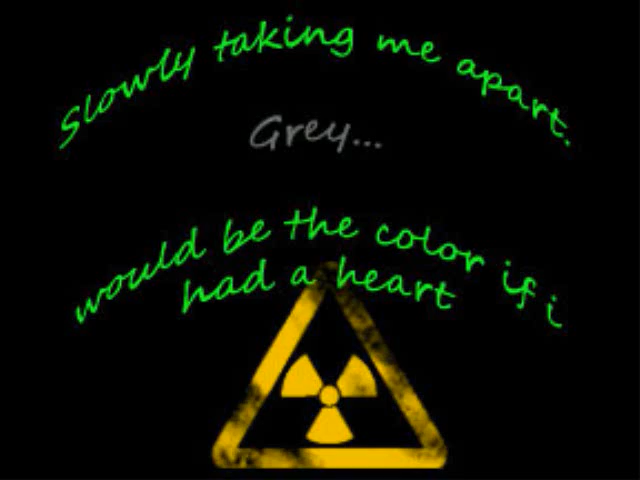 Slowly taking me apart.
Grey...
would be the color if i
had a heart